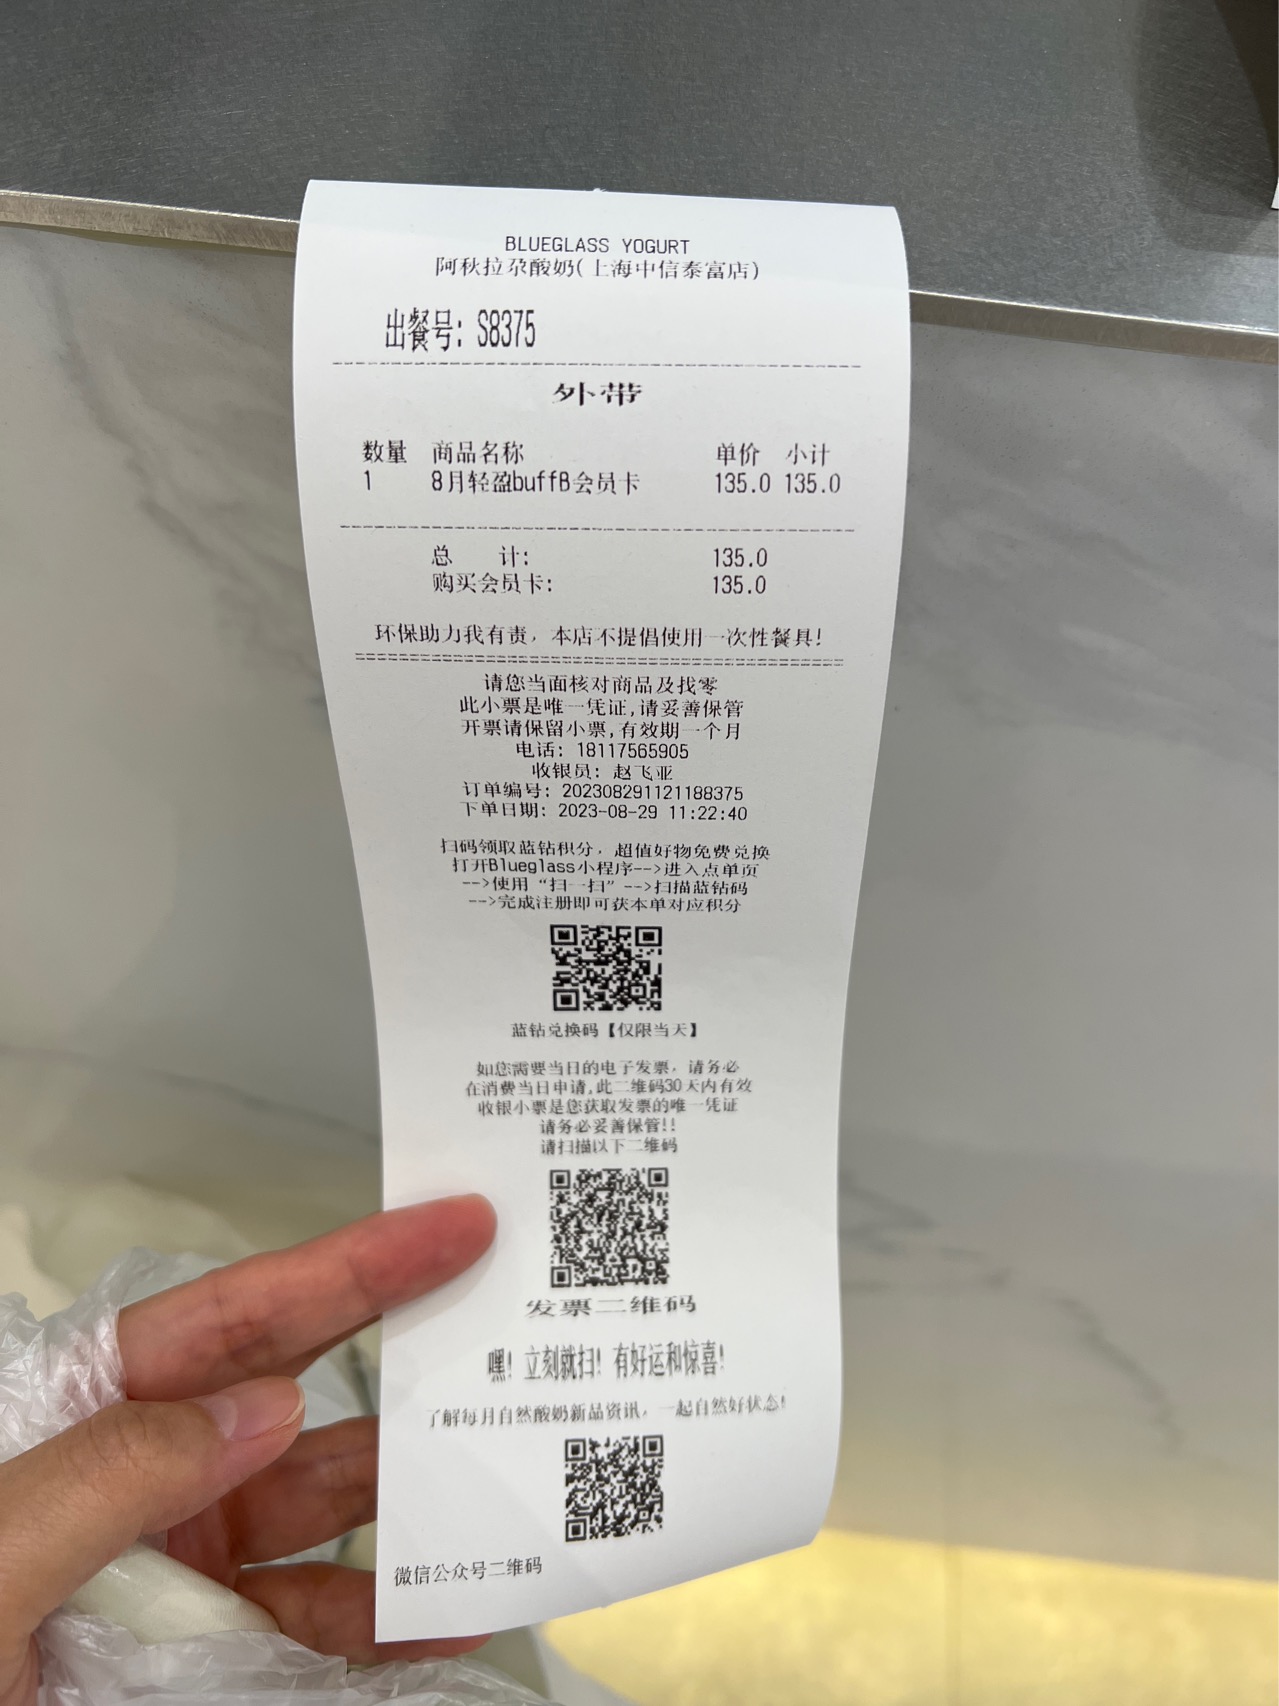 BLUEGLASS YOGURT
阿秋拉尕酸奶(上海中信泰富店)
出餐号: S8375
外带
数量 商品名称 单价 小计
1 8月轻盈buffB会员卡 135.0 135.0
总 计: 135.0
购买会员卡: 135.0
环保助力我有责，本店不提倡使用一次性餐具!
请您当面核对商品及找零
此小票是唯一凭证,请妥善保管
开票请保留小票,有效期一个月
电话: 18117565905
收银员: 赵飞亚
订单编号: 202308291121188375
下单日期: 2023-08-29 11:22:40
扫码领取蓝钻积分，超值好物免费兑换
打开Blueglass小程序-->进入点单页
-->使用“扫一扫”-->扫描蓝钻码
-->完成注册即可获本单对应积分
蓝钻兑换码【仅限当天】
如您需要当日的电子发票，请务必
在消费当日申请,此二维码30天内有效
收银小票是您获取发票的唯一凭证
请务必妥善保管!!
请扫描以下二维码
发票二维码
嘿! 立刻就扫! 有好运和惊喜!
了解每月自然酸奶新品资讯，一起自然好状态!
微信公众号二维码